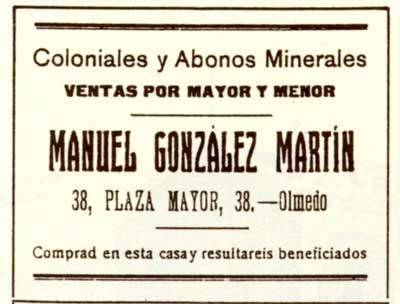 Coloniales y Abonos Minerales
VENTAS POR MAYOR Y MENOR
MANUEL GONZÁLEZ MARTÍN
38, PLAZA MAYOR, 38.—Olmedo
Comprad en esta casa y resultareis beneficiados